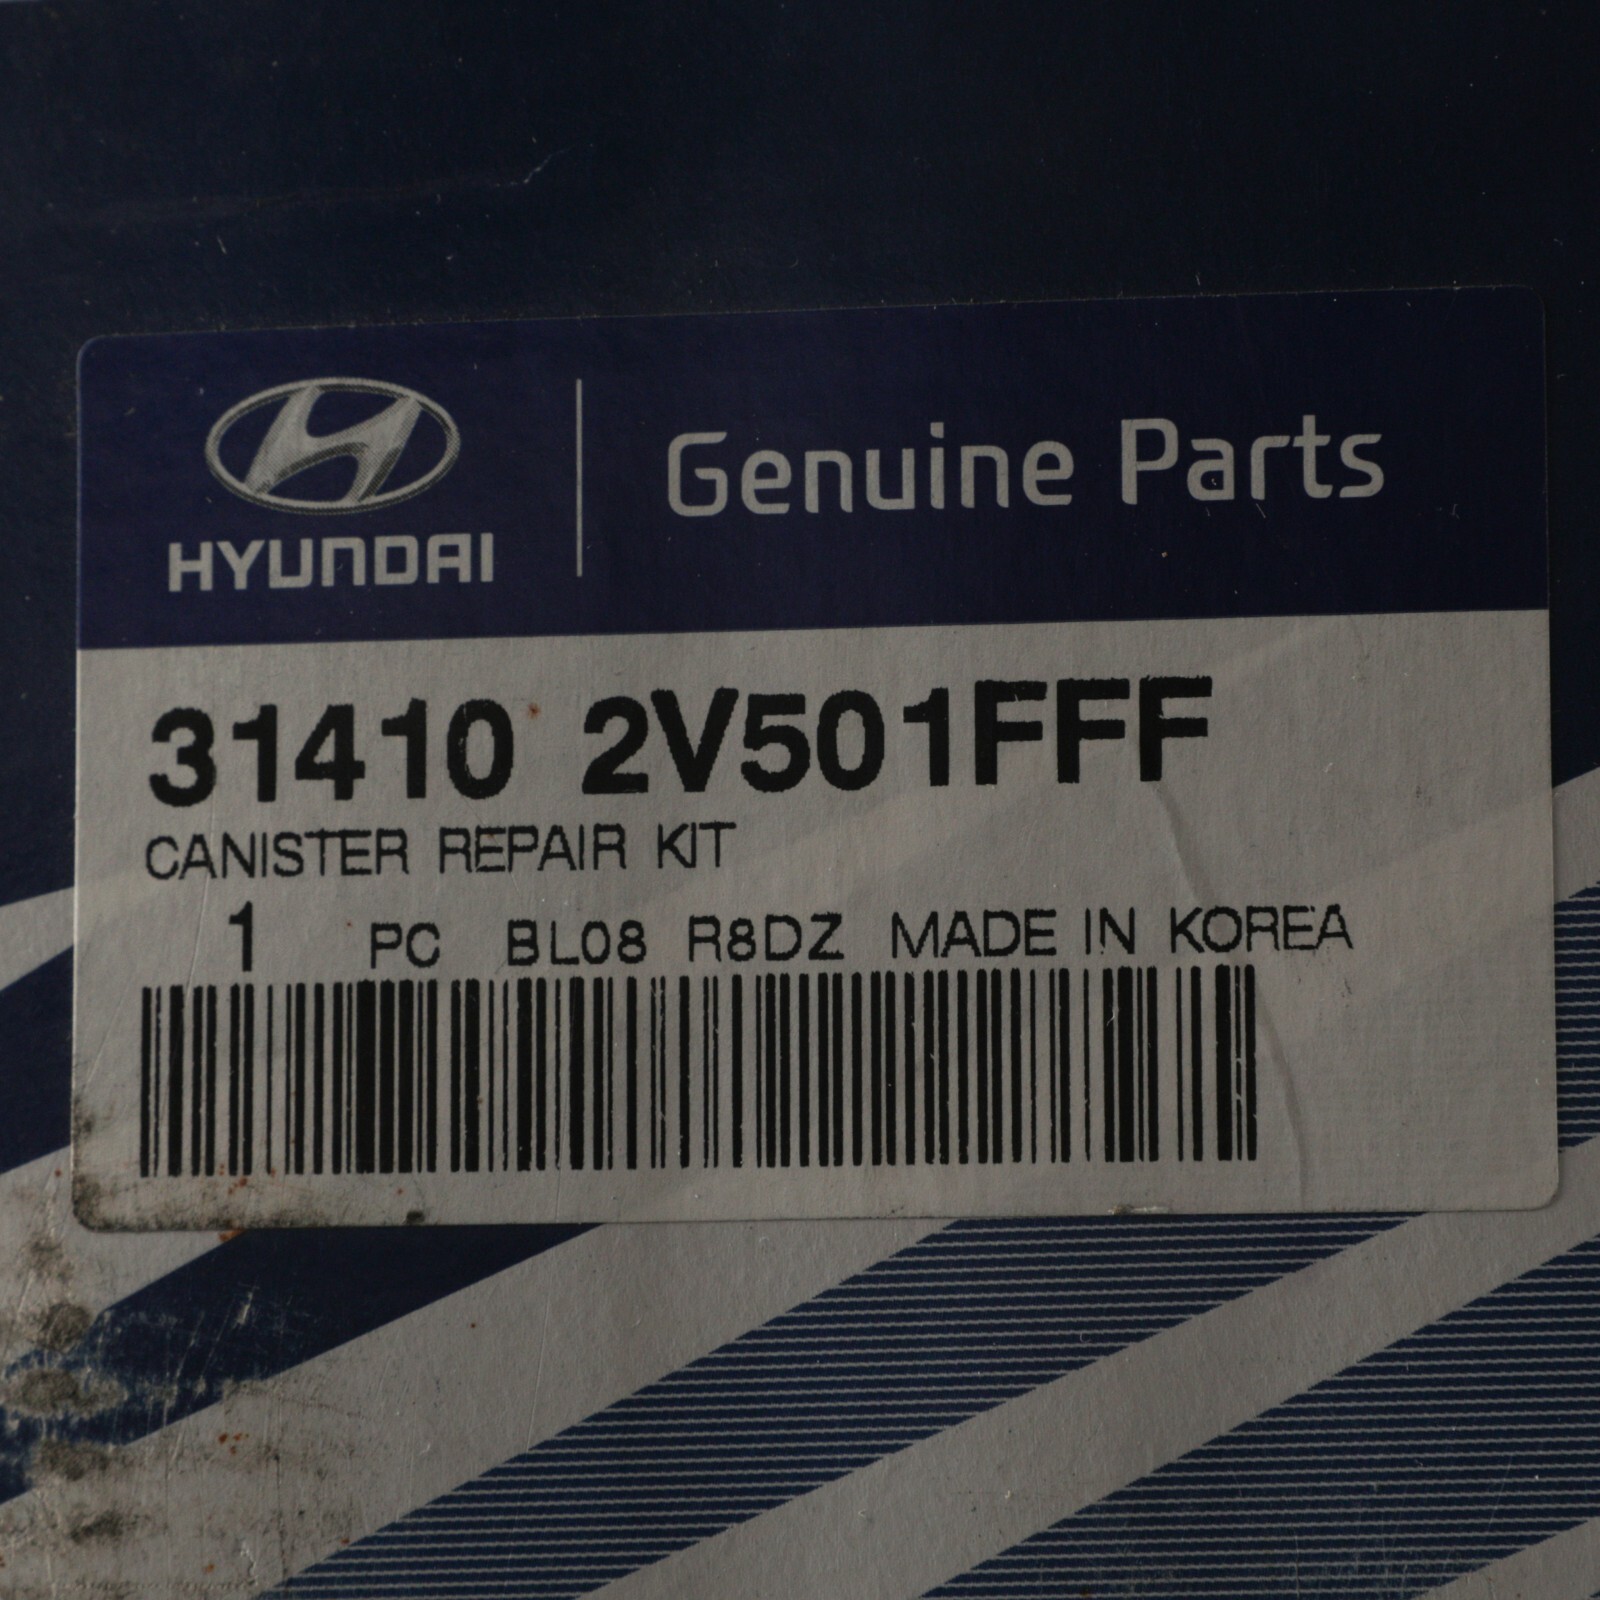 HYUNDAI
Genuine Parts
31410 2V501FFF
CANISTER REPAIR KIT
1 PC BL08 R8DZ MADE IN KOREA